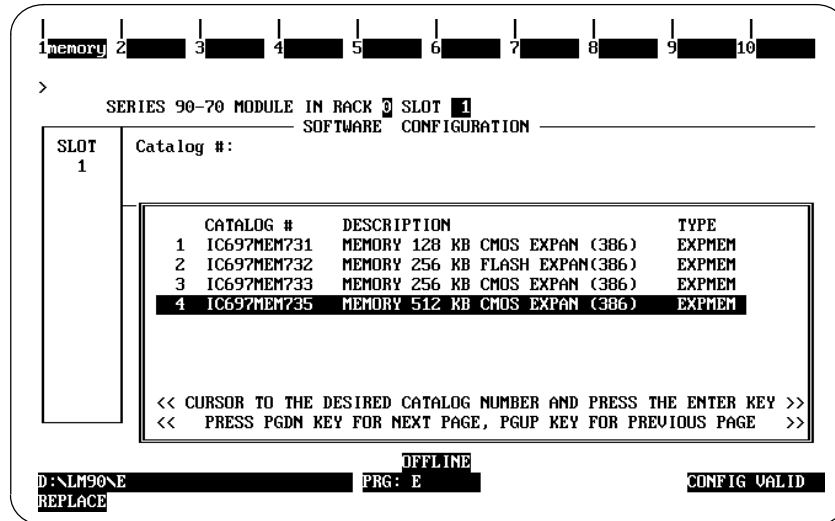 1memory 2 3 4 5 6 7 8 9 10
>
SERIES 90-70 MODULE IN RACK 0 SLOT 1
SOFTWARE CONFIGURATION
SLOT Catalog #:
1
CATALOG # DESCRIPTION TYPE
1 IC697MEM731 MEMORY 128 KB CMOS EXPAN (386) EXPMEM
2 IC697MEM732 MEMORY 256 KB FLASH EXPAN(386) EXPMEM
3 IC697MEM733 MEMORY 256 KB CMOS EXPAN (386) EXPMEM
4 IC697MEM735 MEMORY 512 KB CMOS EXPAN (386) EXPMEM
<< CURSOR TO THE DESIRED CATALOG NUMBER AND PRESS THE ENTER KEY >>
<< PRESS PGDN KEY FOR NEXT PAGE, PGUP KEY FOR PREVIOUS PAGE >>
OFFLINE
D:\LM90\E PRG: E CONFIG VALID
REPLACE